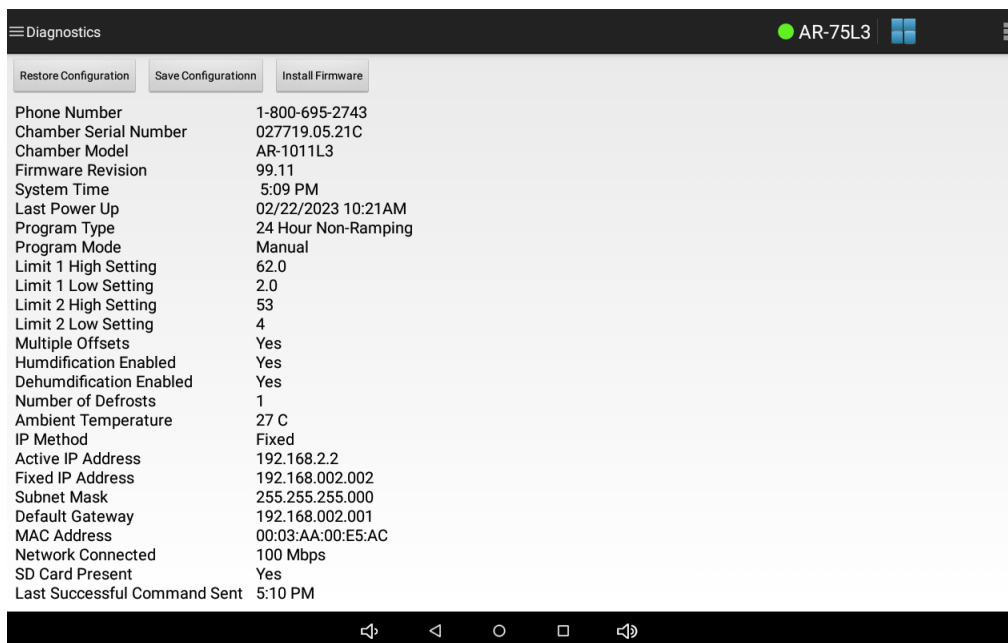 Diagnostics AR-75L3
Restore Configuration Save Configurationn Install Firmware
Phone Number 1-800-695-2743
Chamber Serial Number 027719.05.21C
Chamber Model AR-1011L3
Firmware Revision 99.11
System Time 5:09 PM
Last Power Up 02/22/2023 10:21AM
Program Type 24 Hour Non-Ramping
Program Mode Manual
Limit 1 High Setting 62.0
Limit 1 Low Setting 2.0
Limit 2 High Setting 53
Limit 2 Low Setting 4
Multiple Offsets Yes
Humdification Enabled Yes
Dehumdification Enabled Yes
Number of Defrosts 1
Ambient Temperature 27 C
IP Method Fixed
Active IP Address 192.168.2.2
Fixed IP Address 192.168.002.002
Subnet Mask 255.255.255.000
Default Gateway 192.168.002.001
MAC Address 00:03:AA:00:E5:AC
Network Connected 100 Mbps
SD Card Present Yes
Last Successful Command Sent 5:10 PM